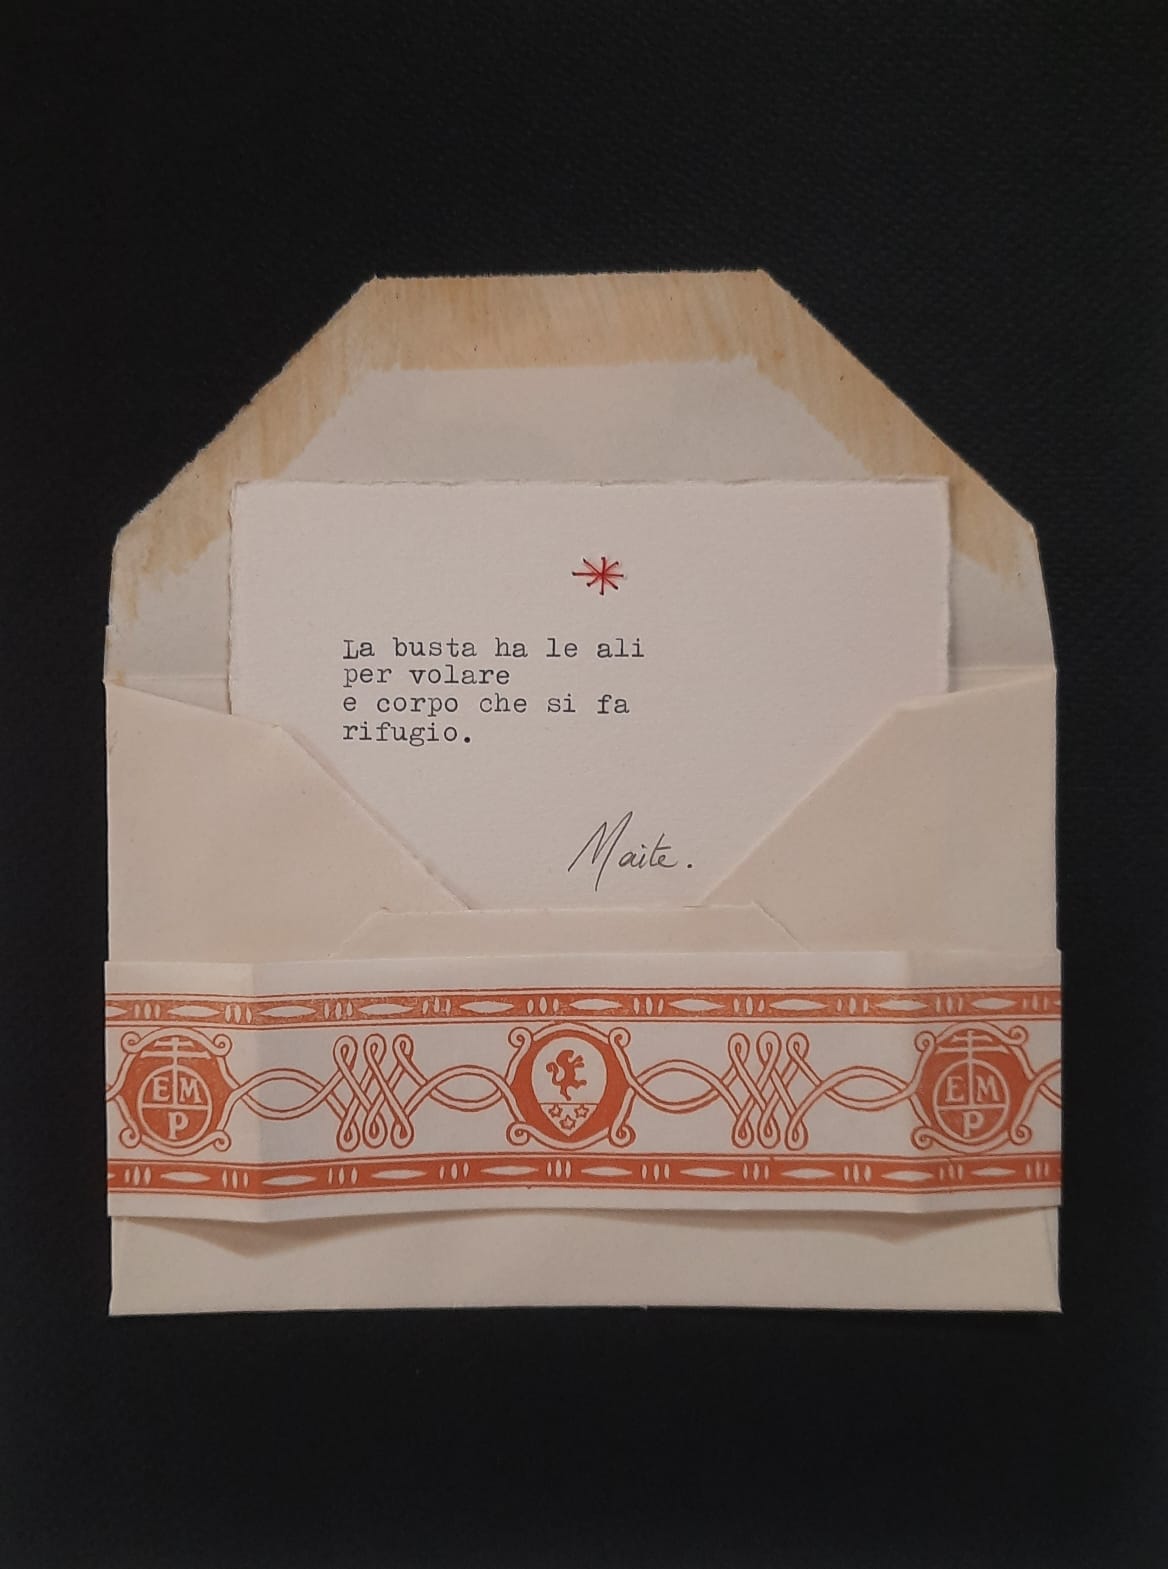 La busta ha le ali
per volare
e corpo che si fa
rifugio.
Maite.
E M
P
E M
P